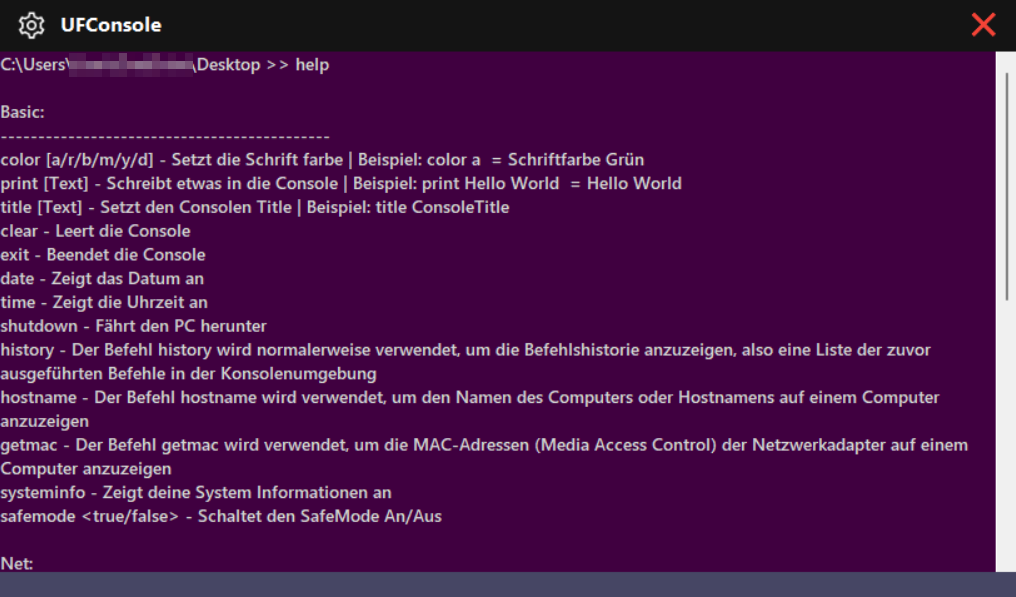 UFConsole
C:\Users\ \Desktop >> help
Basic:
--------------------------------------------
color [a/r/b/m/y/d] - Setzt die Schrift farbe | Beispiel: color a  = Schriftfarbe Grün
print [Text] - Schreibt etwas in die Console | Beispiel: print Hello World  = Hello World
title [Text] - Setzt den Consolen Title | Beispiel: title ConsoleTitle
clear - Leert die Console
exit - Beendet die Console
date - Zeigt das Datum an
time - Zeigt die Uhrzeit an
shutdown - Fährt den PC herunter
history - Der Befehl history wird normalerweise verwendet, um die Befehlshistorie anzuzeigen, also eine Liste der zuvor
ausgeführten Befehle in der Konsolenumgebung
hostname - Der Befehl hostname wird verwendet, um den Namen des Computers oder Hostnamens auf einem Computer
anzuzeigen
getmac - Der Befehl getmac wird verwendet, um die MAC-Adressen (Media Access Control) der Netzwerkadapter auf einem
Computer anzuzeigen
systeminfo - Zeigt deine System Informationen an
safemode <true/false> - Schaltet den SafeMode An/Aus
Net: